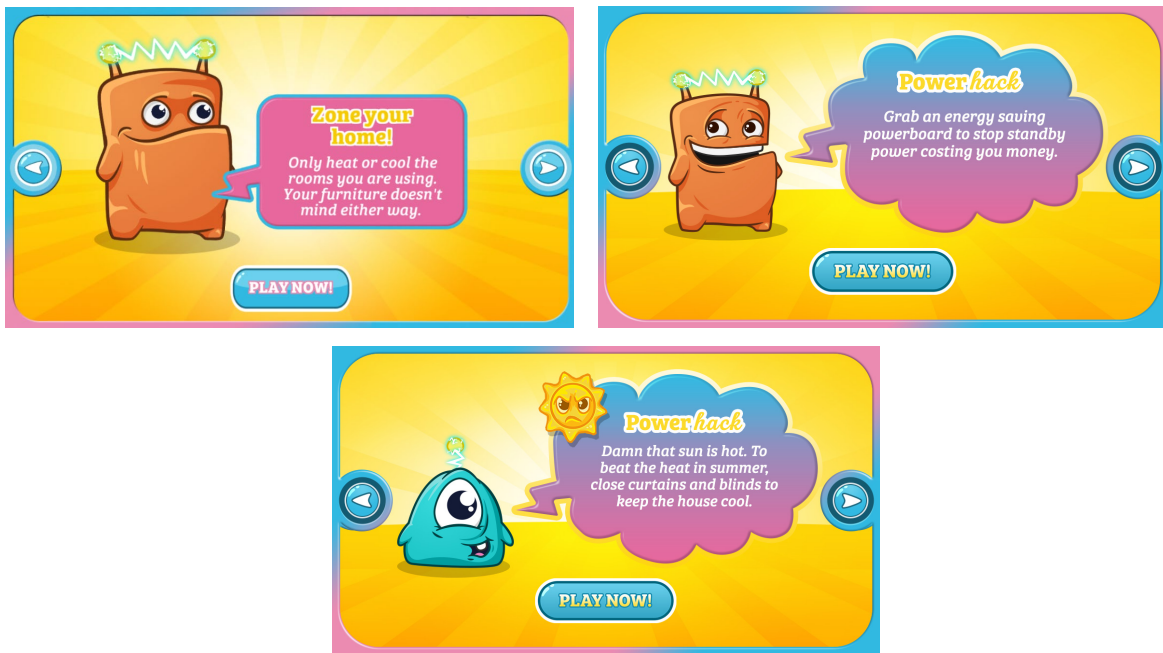 Zone your
home!
Only heat or cool the
rooms you are using.
Your furniture doesn't
mind either way.
PLAY NOW!
Power hack
Grab an energy saving
powerboard to stop standby
power costing you money.
PLAY NOW!
Power hack
Damn that sun is hot. To
beat the heat in summer,
close curtains and blinds to
keep the house cool.
PLAY NOW!